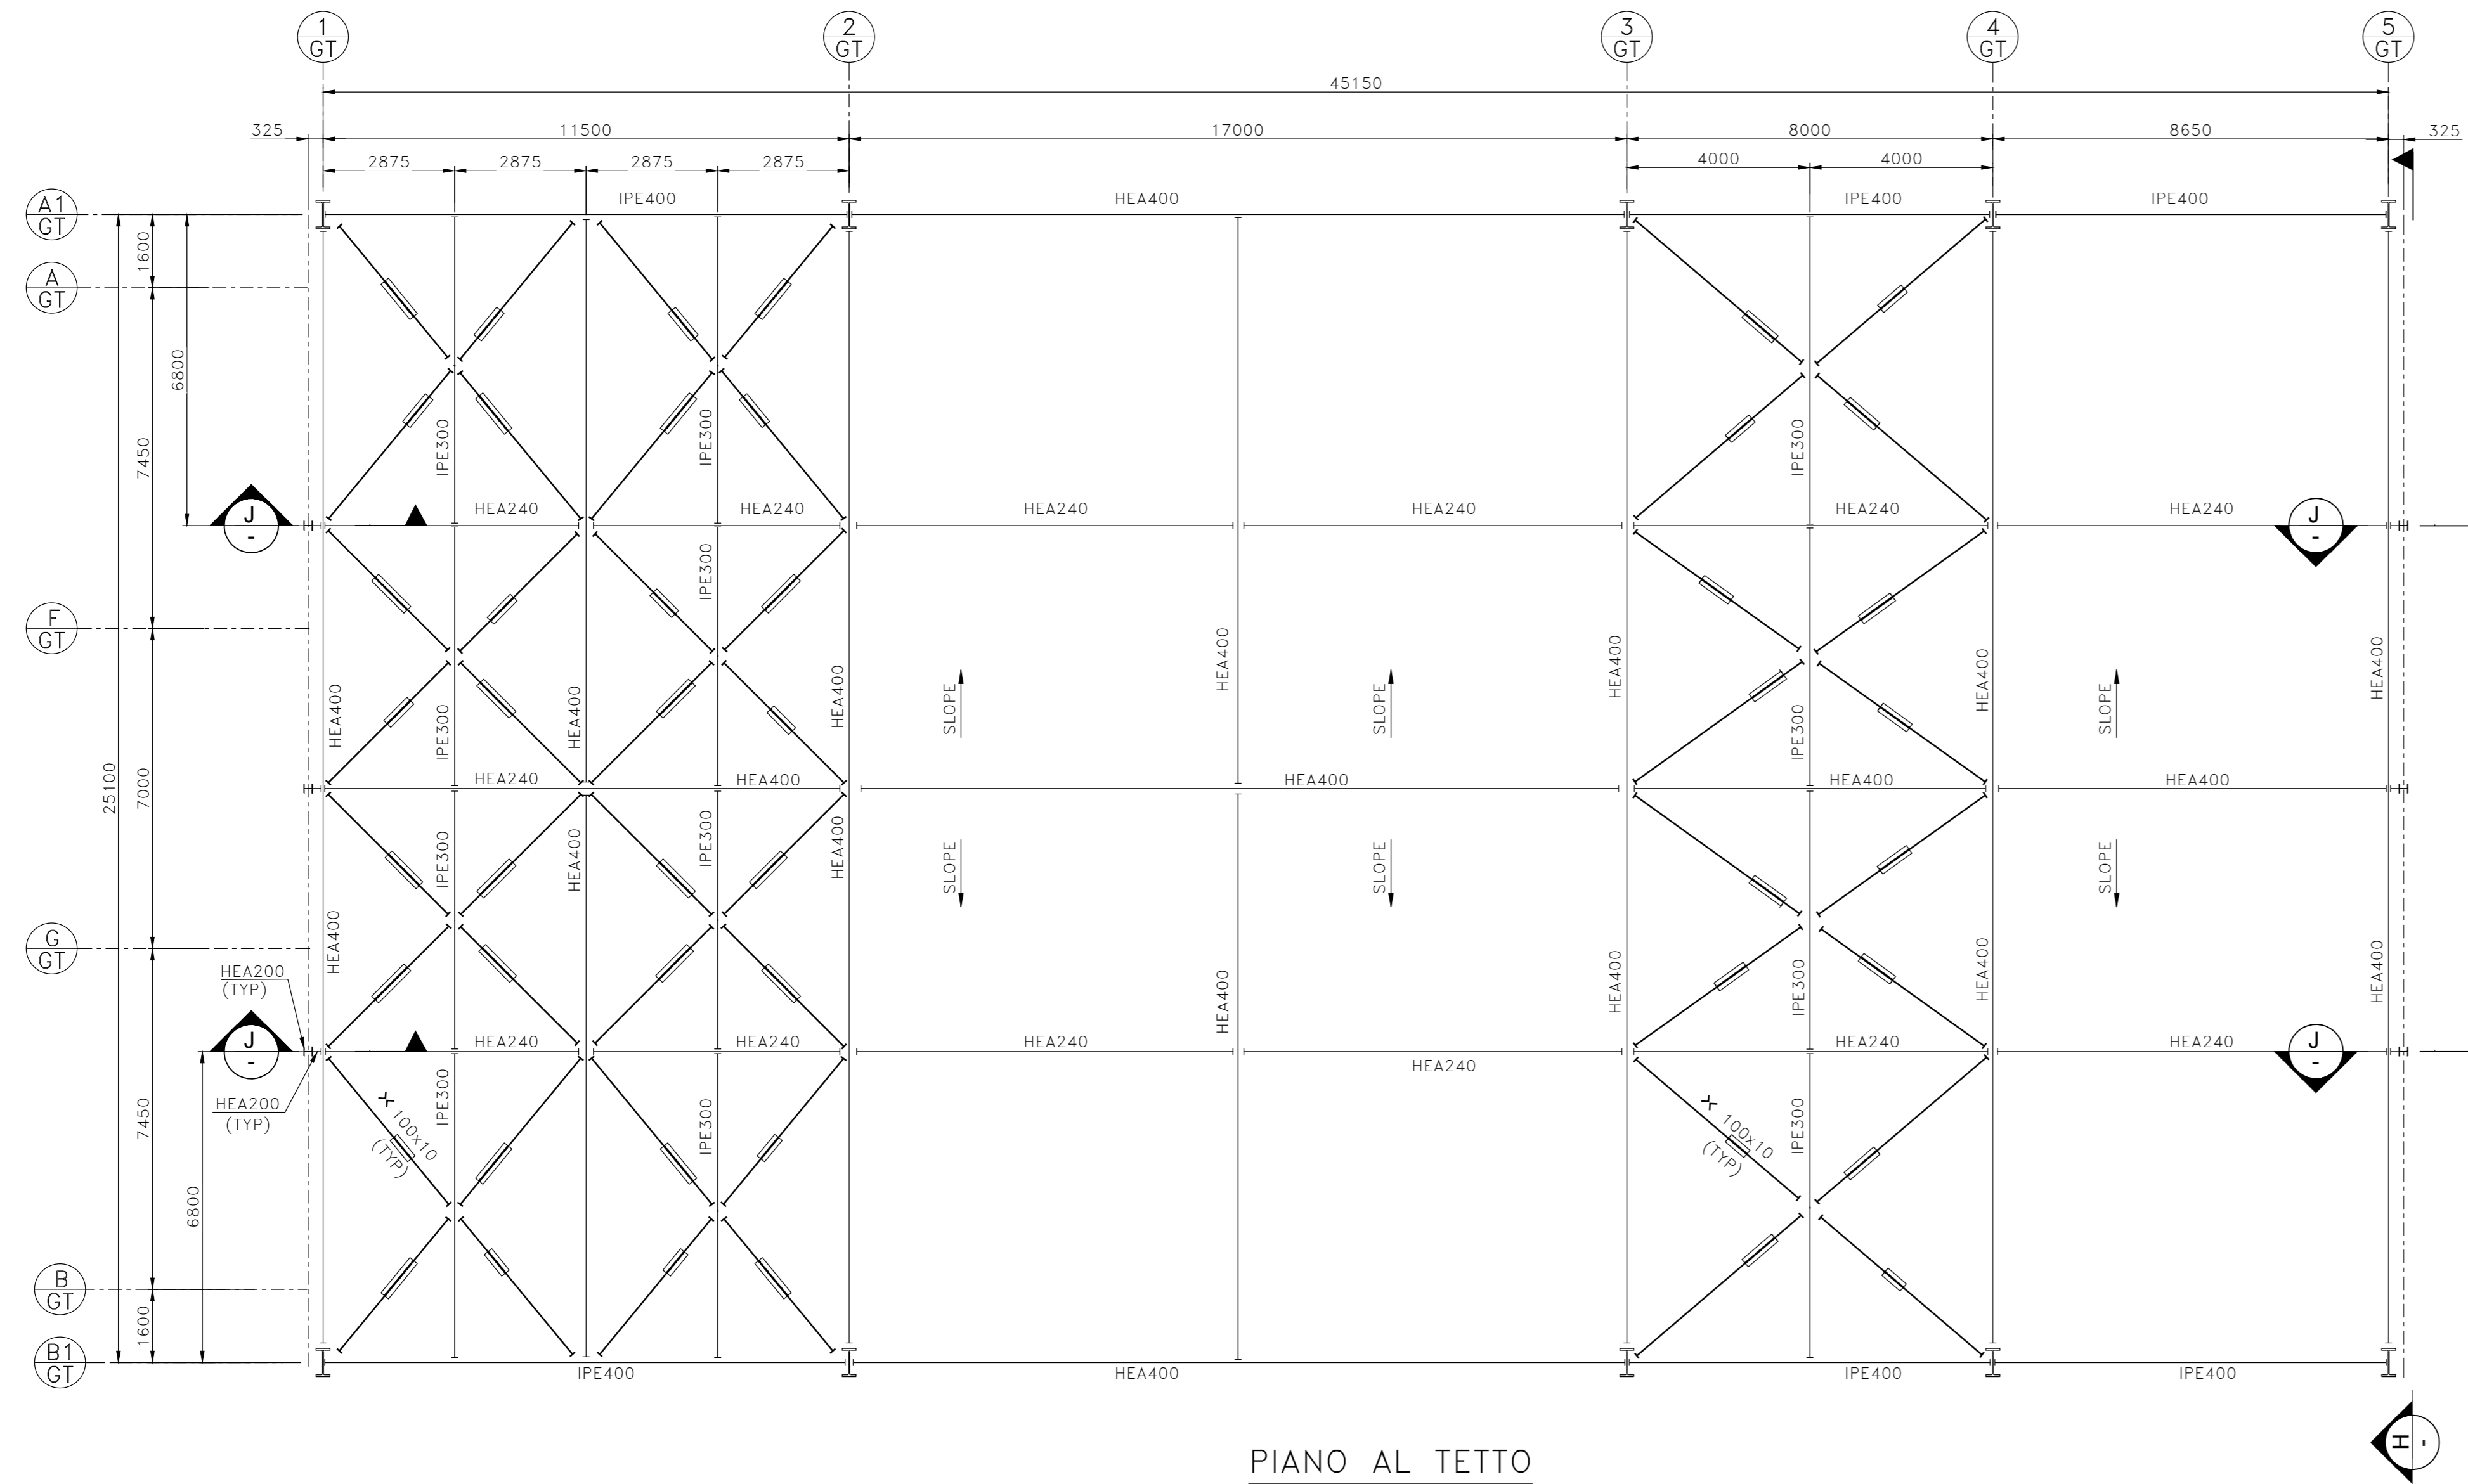 1 2 3 4 5
GT GT GT GT GT
45150
325 11500 17000 8000 8650 325
2875 2875 2875 2875 4000 4000
A1
GT
IPE400 HEA400 IPE400 IPE400
1600
A
GT
6800
7450
IPE300 IPE300 IPE300
J
-
HEA240 HEA240 HEA240 HEA240 HEA240 HEA240
J
-
IPE300
F
GT
HEA400 IPE300 HEA400 HEA400 HEA400 HEA400 IPE300 HEA400 HEA400
SLOPE SLOPE SLOPE
25100
7000
HEA240 HEA400 HEA400 HEA400 HEA400
IPE300 HEA400 IPE300 HEA400
SLOPE SLOPE SLOPE
G
GT
HEA400 HEA400 HEA400 IPE300 HEA400 HEA400
HEA200
(TYP)
J
-
HEA240 HEA240 HEA240 HEA240 HEA240 HEA240
J
-
HEA200
(TYP)
7450
6800
IPE300 IPE300 IPE300
100x10
(TYP)
100x10
(TYP)
B
GT
1600
B1
GT
IPE400 HEA400 IPE400 IPE400
H
-
PIANO AL TETTO